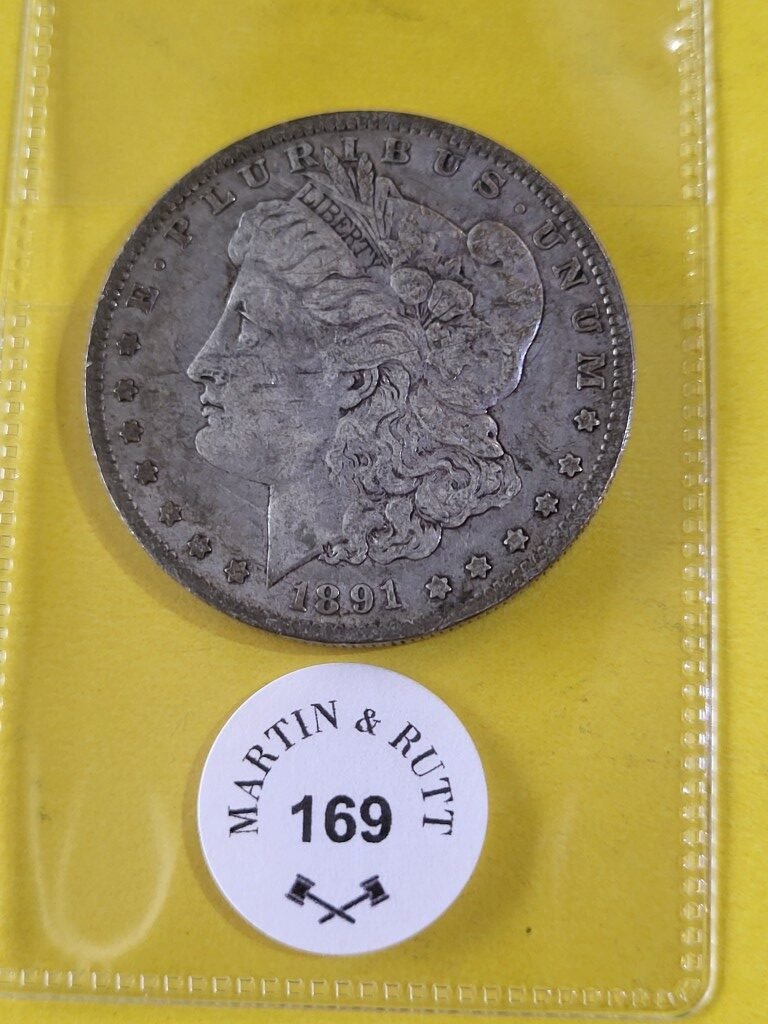 E · PLURIBUS · UNUM
LIBERTY
1891
MARTIN & RUTT
169